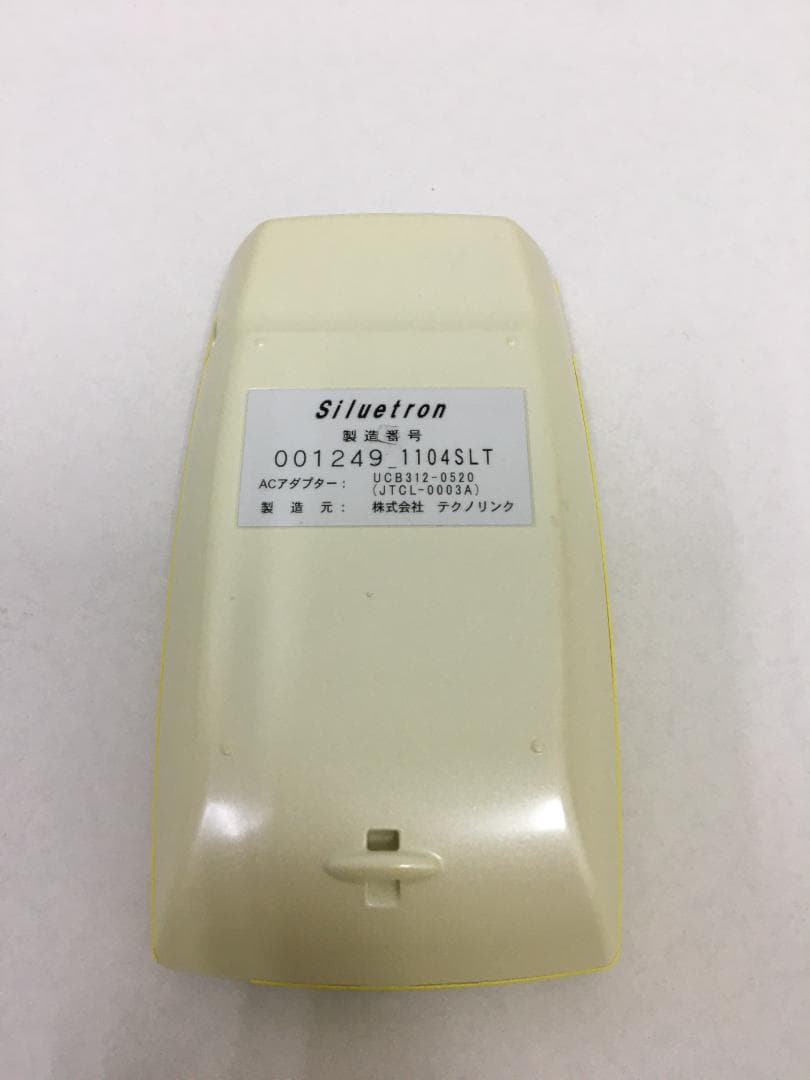 Siluetron
製造番号
001249_1104SLT
ACアダプター： UCB312-0520
(JTCL-0003A)
製造元： 株式会社 テクノリンク